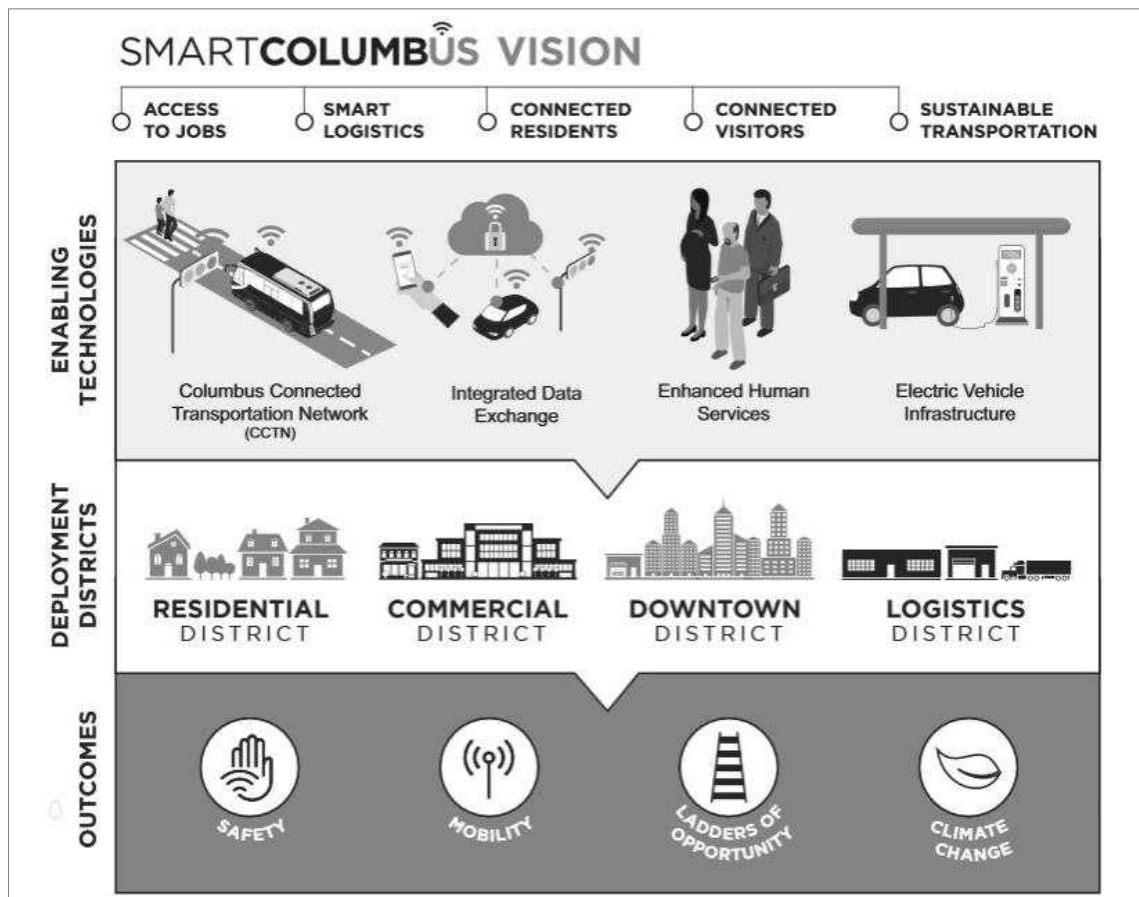 SMARTCOLUMBUS VISION
ACCESS
TO JOBS
SMART
LOGISTICS
CONNECTED
RESIDENTS
CONNECTED
VISITORS
SUSTAINABLE
TRANSPORTATION
ENABLING
TECHNOLOGIES
Columbus Connected
Transportation Network
(CCTN)
Integrated Data
Exchange
Enhanced Human
Services
Electric Vehicle
Infrastructure
DEPLOYMENT
DISTRICTS
RESIDENTIAL
DISTRICT
COMMERCIAL
DISTRICT
DOWNTOWN
DISTRICT
LOGISTICS
DISTRICT
OUTCOMES
SAFETY
MOBILITY
LADDERS OF
OPPORTUNITY
CLIMATE
CHANGE